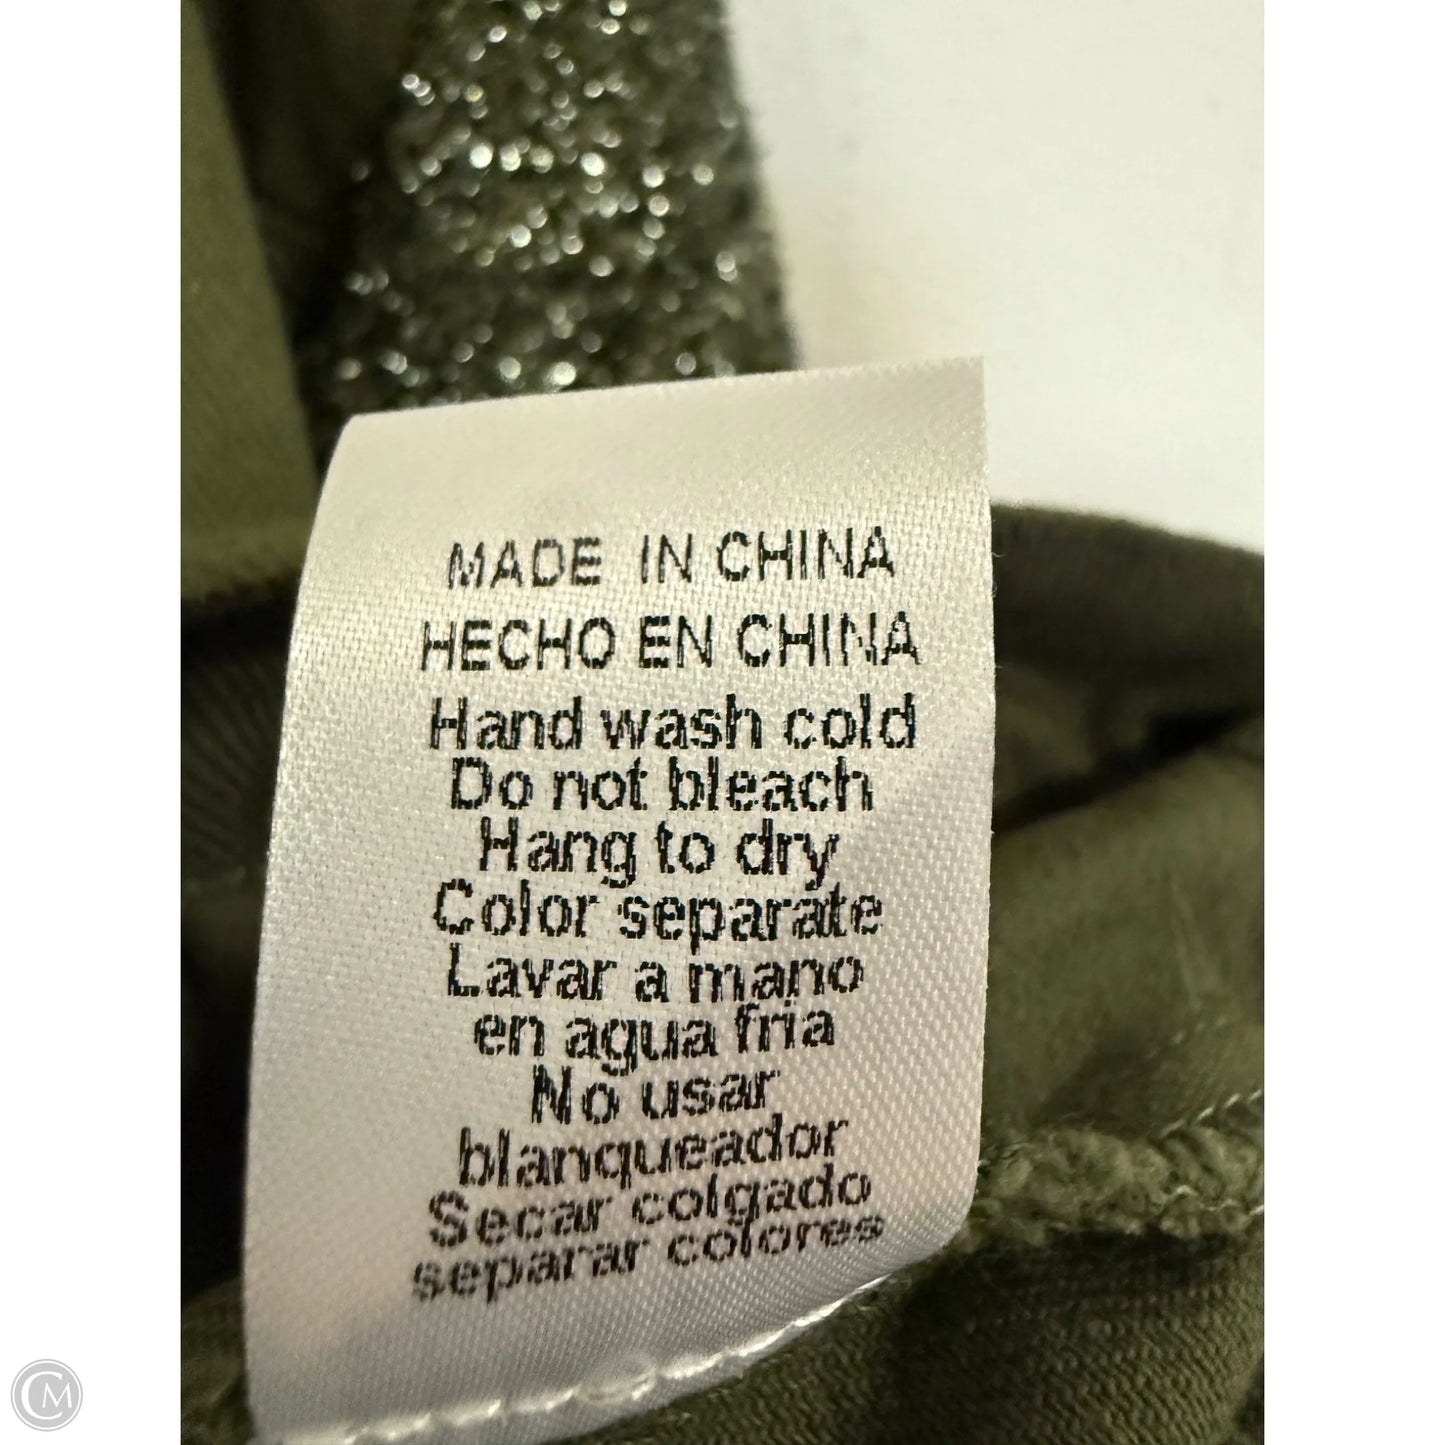 MADE IN CHINA
HECHO EN CHINA
Hand wash cold
Do not bleach
Hang to dry
Color separate
Lavar a mano
en agua fria
No usar
blanqueador
Secar colgado
separar colores
CM